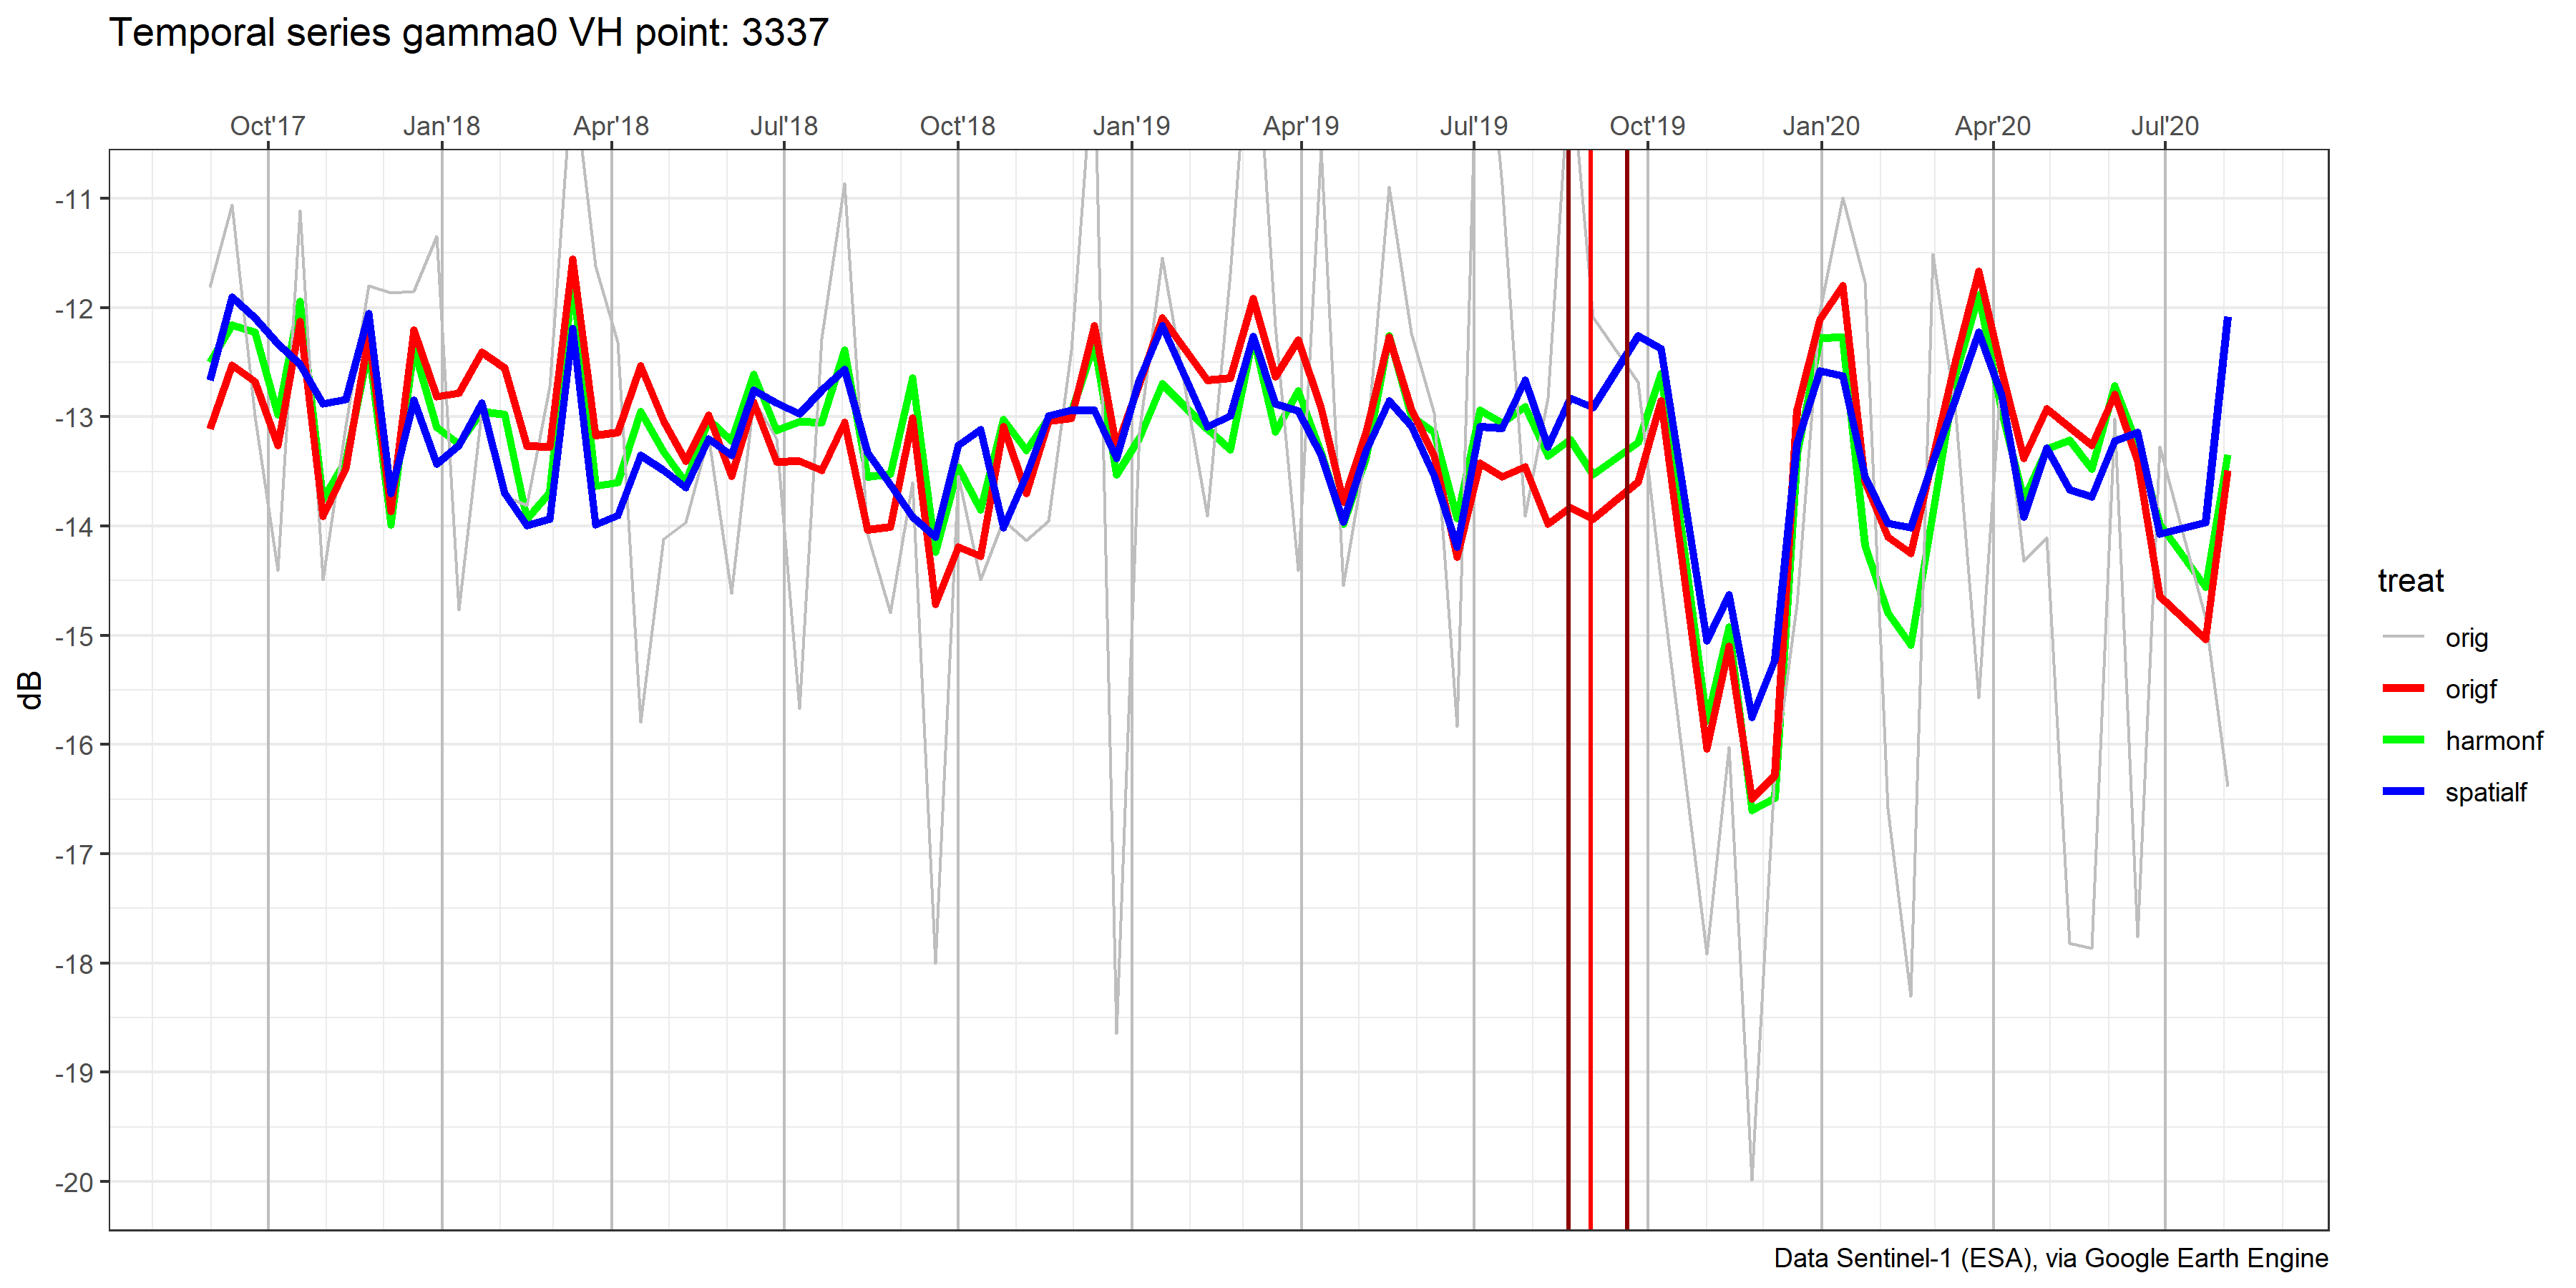 Temporal series gamma0 VH point: 3337
Oct'17 Jan'18 Apr'18 Jul'18 Oct'18 Jan'19 Apr'19 Jul'19 Oct'19 Jan'20 Apr'20 Jul'20
-11
-12
-13
-14
-15
-16
-17
-18
-19
-20
dB
treat
orig
origf
harmonf
spatialf
Data Sentinel-1 (ESA), via Google Earth Engine